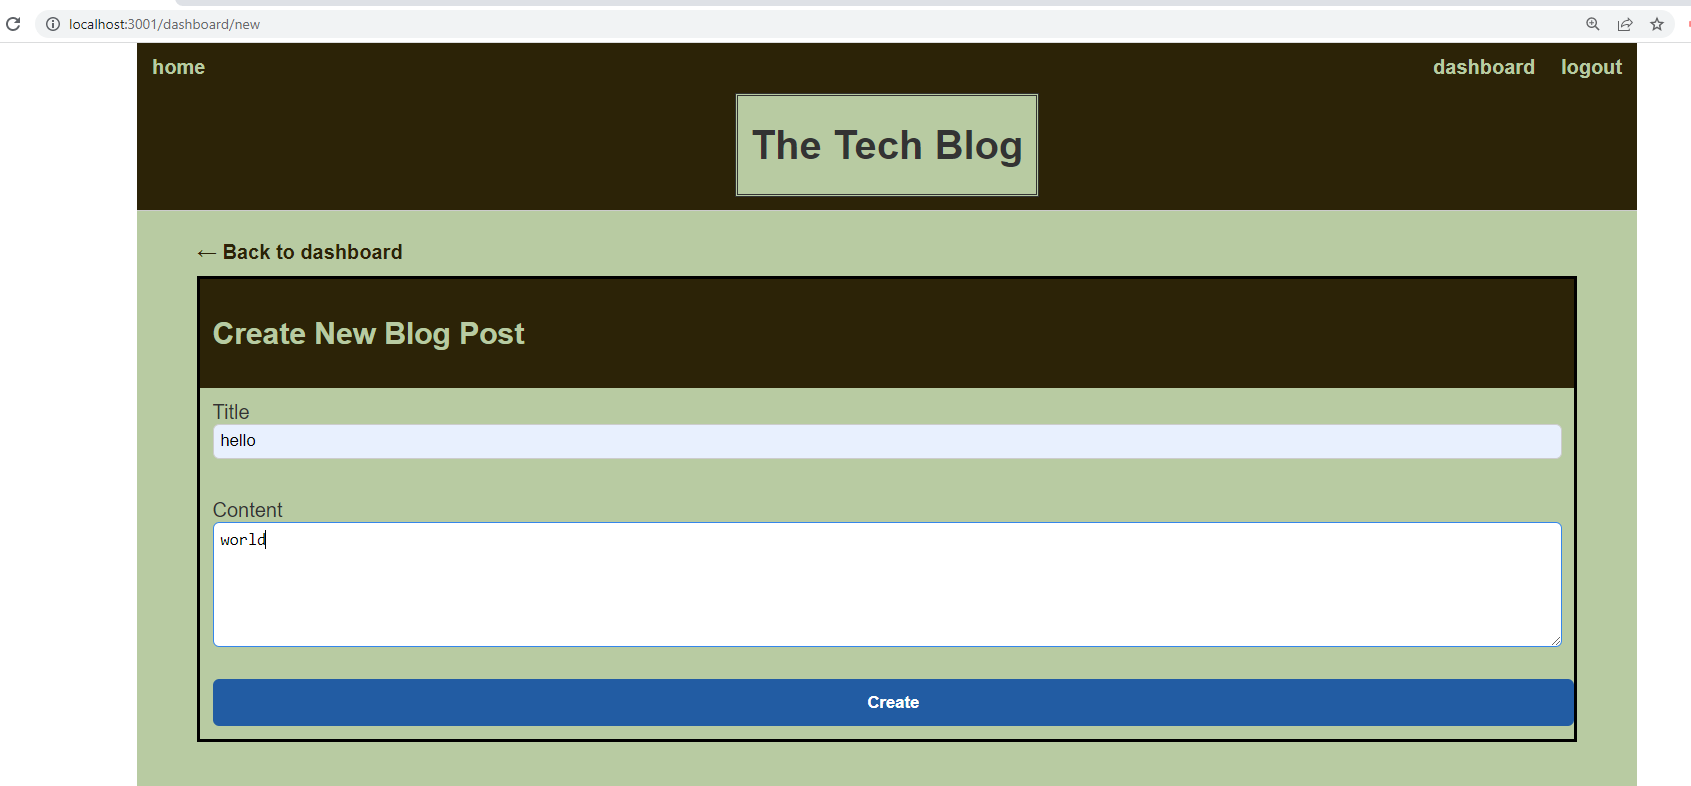 localhost:3001/dashboard/new
home dashboard logout
The Tech Blog
← Back to dashboard
Create New Blog Post
Title
hello
Content
world
Create